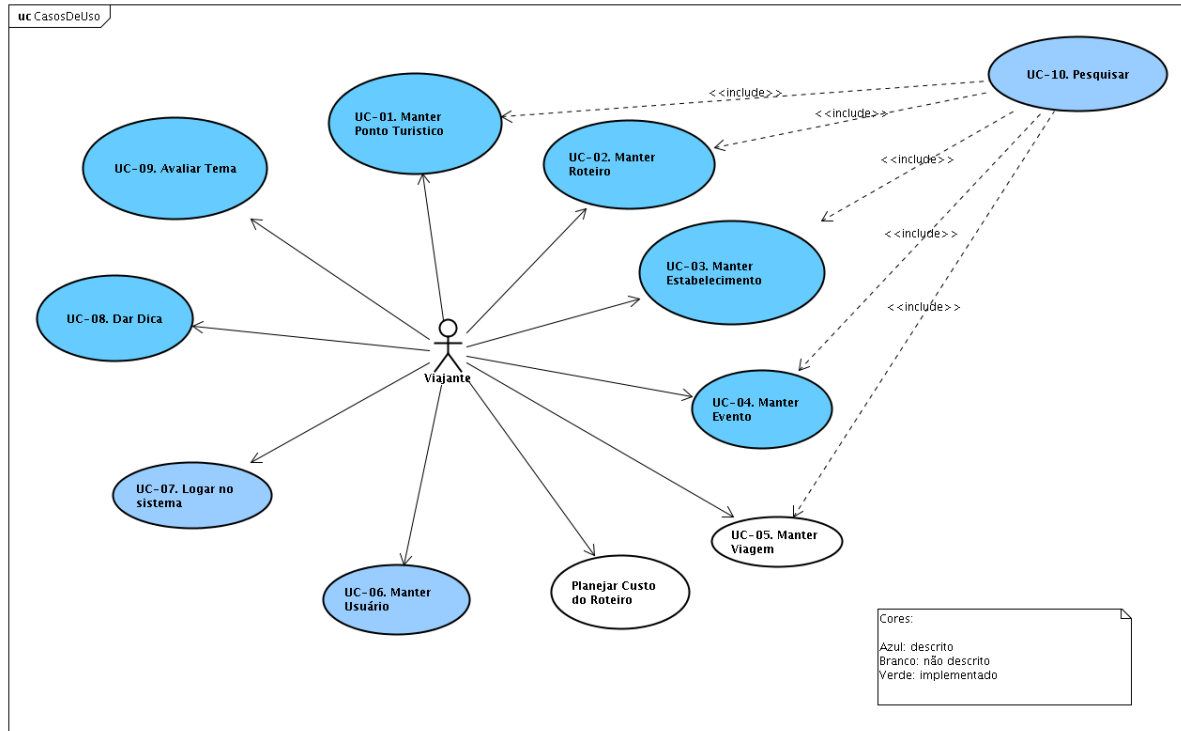 uc CasosDeUso
UC-10. Pesquisar
<<include>>
<<include>>
UC-01. Manter
Ponto Turistico
UC-02. Manter
Roteiro
UC-09. Avaliar Tema
<<include>>
<<include>>
UC-03. Manter
Estabelecimento
<<include>>
UC-08. Dar Dica
Viajante
UC-04. Manter
Evento
UC-07. Logar no
sistema
UC-05. Manter
Viagem
UC-06. Manter
Usuário
Planejar Custo
do Roteiro
Cores:
Azul: descrito
Branco: não descrito
Verde: implementado